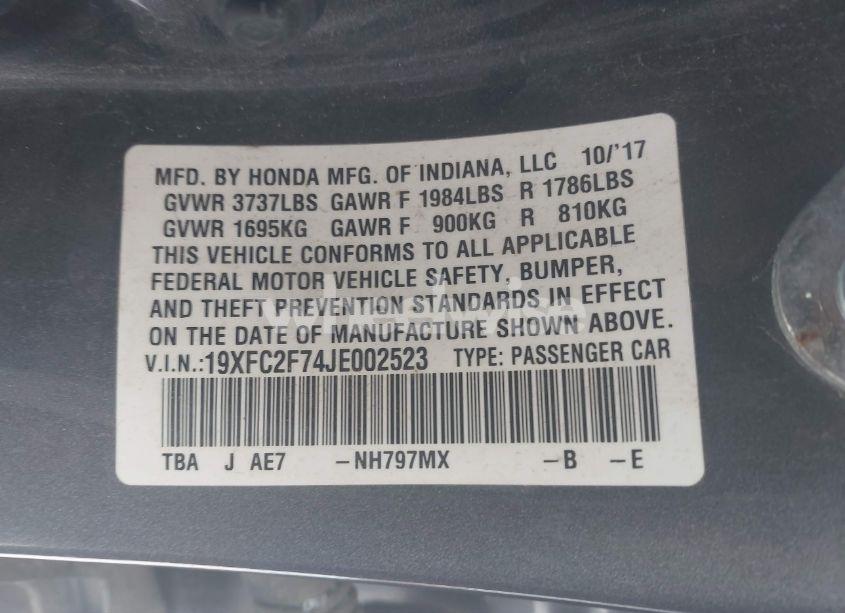 MFD. BY HONDA MFG. OF INDIANA, LLC 10/'17
GVWR 3737LBS GAWR F 1984LBS R 1786LBS
GVWR 1695KG GAWR F 900KG R 810KG
THIS VEHICLE CONFORMS TO ALL APPLICABLE
FEDERAL MOTOR VEHICLE SAFETY, BUMPER,
AND THEFT PREVENTION STANDARDS IN EFFECT
ON THE DATE OF MANUFACTURE SHOWN ABOVE.
V.I.N.:19XFC2F74JE002523 TYPE: PASSENGER CAR
TBA J AE7 -NH797MX -B -E